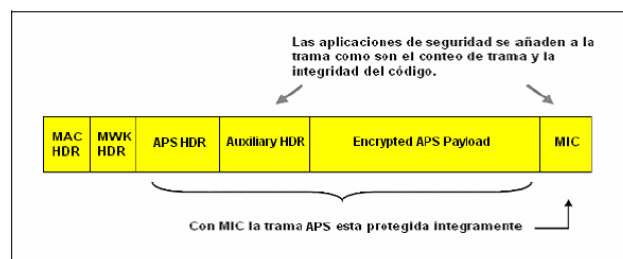 Las aplicaciones de seguridad se añaden a la
trama como son el conteo de trama y la
integridad del código.
MAC HDR
MWK HDR
APS HDR
Auxiliary HDR
Encrypted APS Payload
MIC
Con MIC la trama APS esta protegida integramente